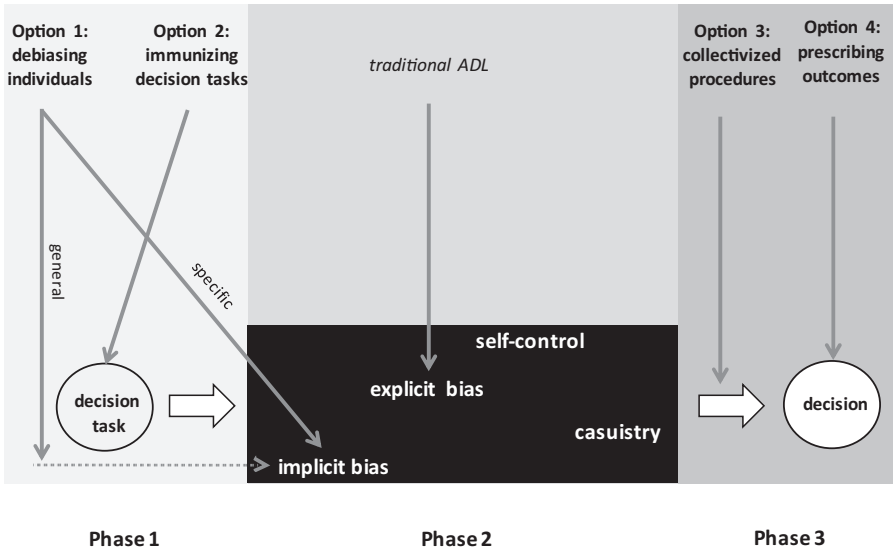 Option 1:
debiasing
individuals
Option 2:
immunizing
decision tasks
traditional ADL
Option 3:
collectivized
procedures
Option 4:
prescribing
outcomes
general
specific
self-control
explicit bias
casuistry
implicit bias
decision
task
decision
Phase 1
Phase 2
Phase 3